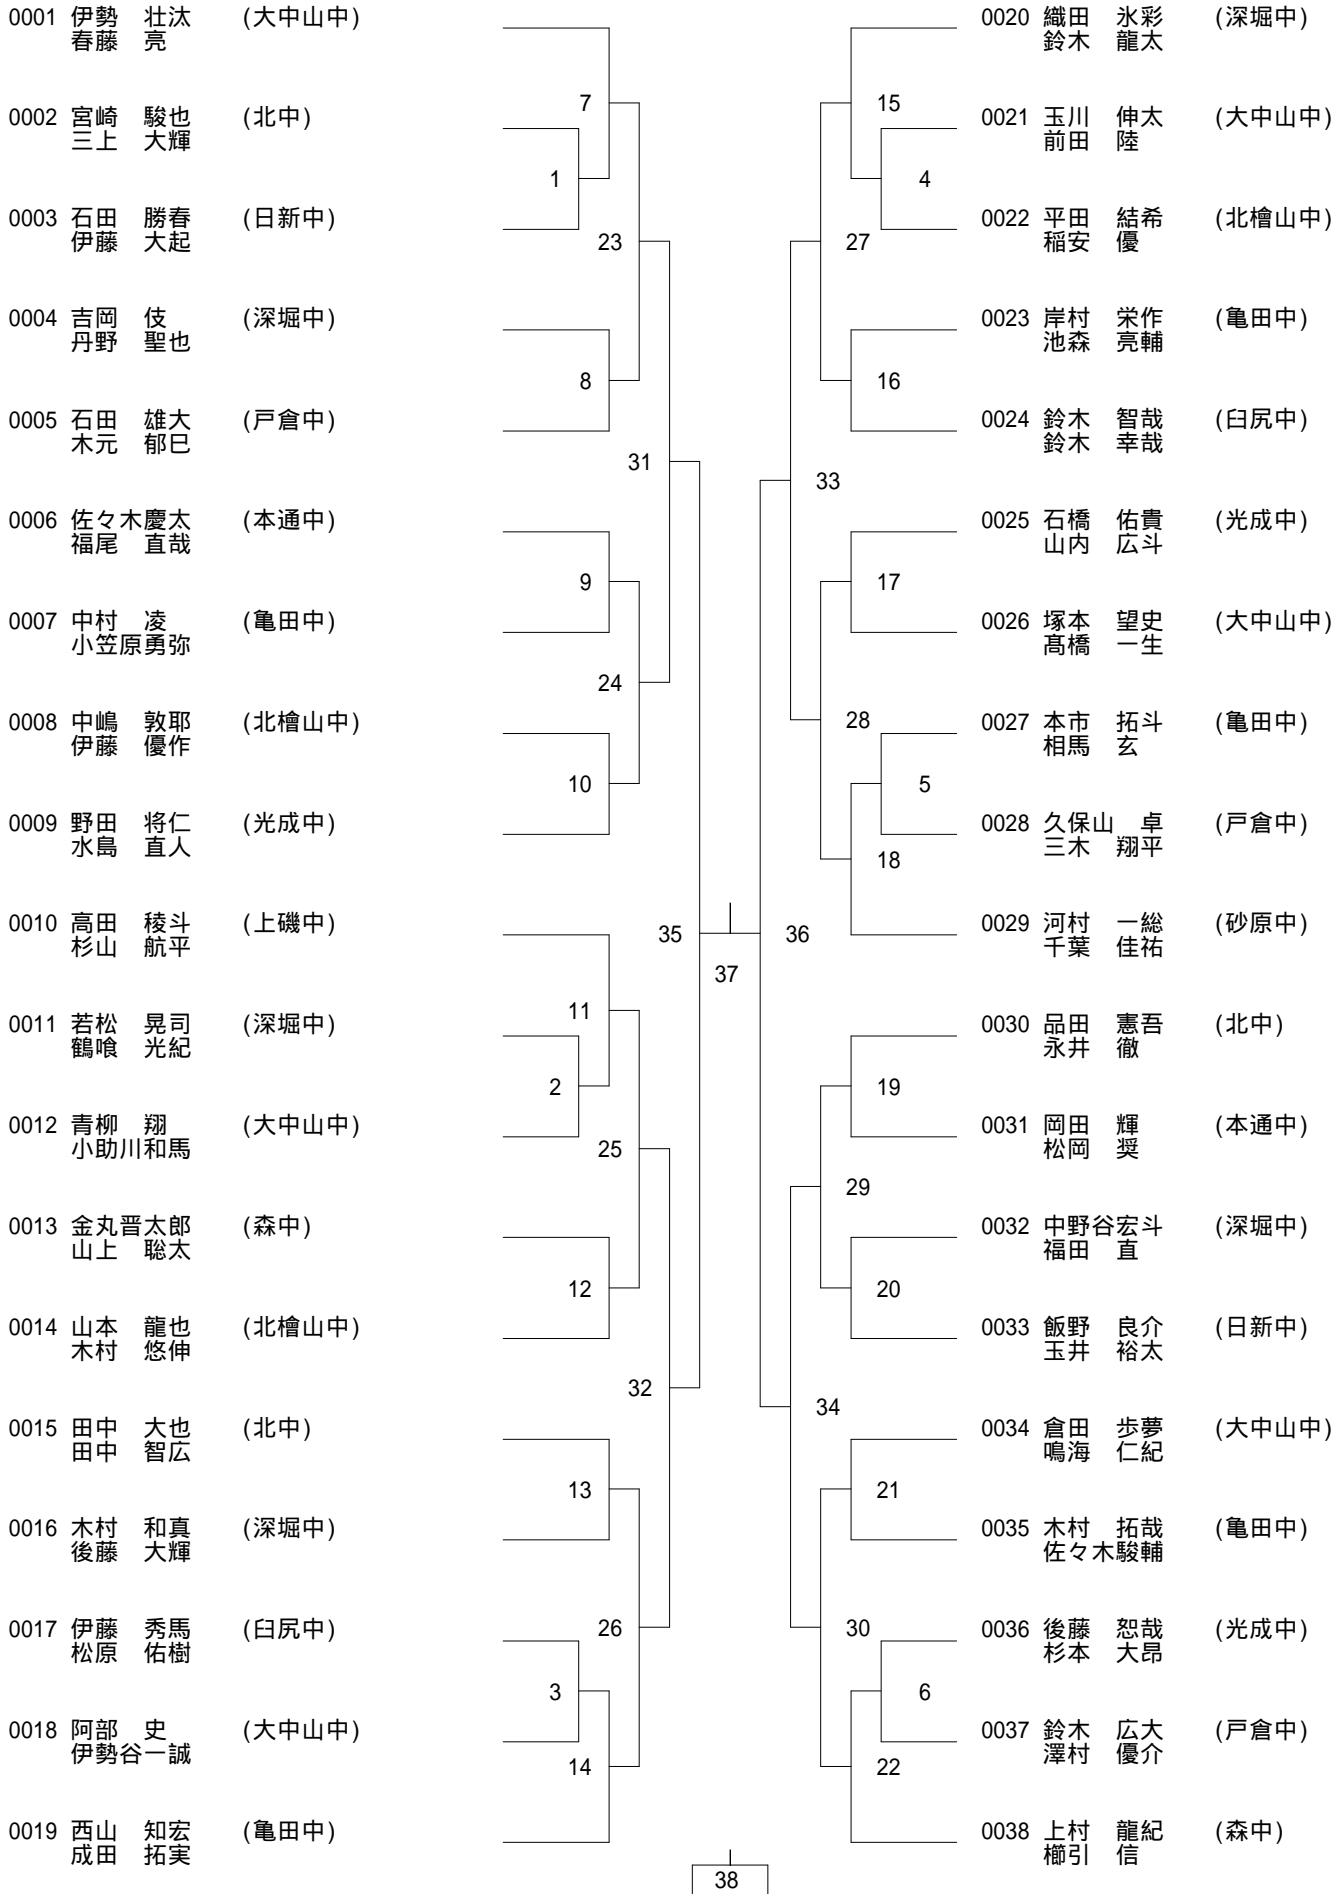 0001 伊勢　壮汰 (大中山中)
春藤　亮
0002 宮崎　駿也 (北中)
三上　大輝
0003 石田　勝春 (日新中)
伊藤　大起
0004 吉岡　伎 (深堀中)
丹野　聖也
0005 石田　雄大 (戸倉中)
木元　郁巳
0006 佐々木慶太 (本通中)
福尾　直哉
0007 中村　凌 (亀田中)
小笠原勇弥
0008 中嶋　敦耶 (北檜山中)
伊藤　優作
0009 野田　将仁 (光成中)
水島　直人
0010 高田　稜斗 (上磯中)
杉山　航平
0011 若松　晃司 (深堀中)
鶴喰　光紀
0012 青柳　翔 (大中山中)
小助川和馬
0013 金丸晋太郎 (森中)
山上　聡太
0014 山本　龍也 (北檜山中)
木村　悠伸
0015 田中　大也 (北中)
田中　智広
0016 木村　和真 (深堀中)
後藤　大輝
0017 伊藤　秀馬 (臼尻中)
松原　佑樹
0018 阿部　史 (大中山中)
伊勢谷一誠
0019 西山　知宏 (亀田中)
成田　拓実
7
1
23
8
31
9
24
10
35
11
2
25
12
32
13
26
3
14
37
38
36
15
4
27
16
33
17
28
5
18
19
29
20
34
21
30
6
22
0020 織田　氷彩 (深堀中)
鈴木　龍太
0021 玉川　伸太 (大中山中)
前田　陸
0022 平田　結希 (北檜山中)
稲安　優
0023 岸村　栄作 (亀田中)
池森　亮輔
0024 鈴木　智哉 (臼尻中)
鈴木　幸哉
0025 石橋　佑貴 (光成中)
山内　広斗
0026 塚本　望史 (大中山中)
髙橋　一生
0027 本市　拓斗 (亀田中)
相馬　玄
0028 久保山　卓 (戸倉中)
三木　翔平
0029 河村　一総 (砂原中)
千葉　佳祐
0030 品田　憲吾 (北中)
永井　徹
0031 岡田　輝 (本通中)
松岡　奨
0032 中野谷宏斗 (深堀中)
福田　直
0033 飯野　良介 (日新中)
玉井　裕太
0034 倉田　歩夢 (大中山中)
鳴海　仁紀
0035 木村　拓哉 (亀田中)
佐々木駿輔
0036 後藤　恕哉 (光成中)
杉本　大昂
0037 鈴木　広大 (戸倉中)
澤村　優介
0038 上村　龍紀 (森中)
櫛引　信